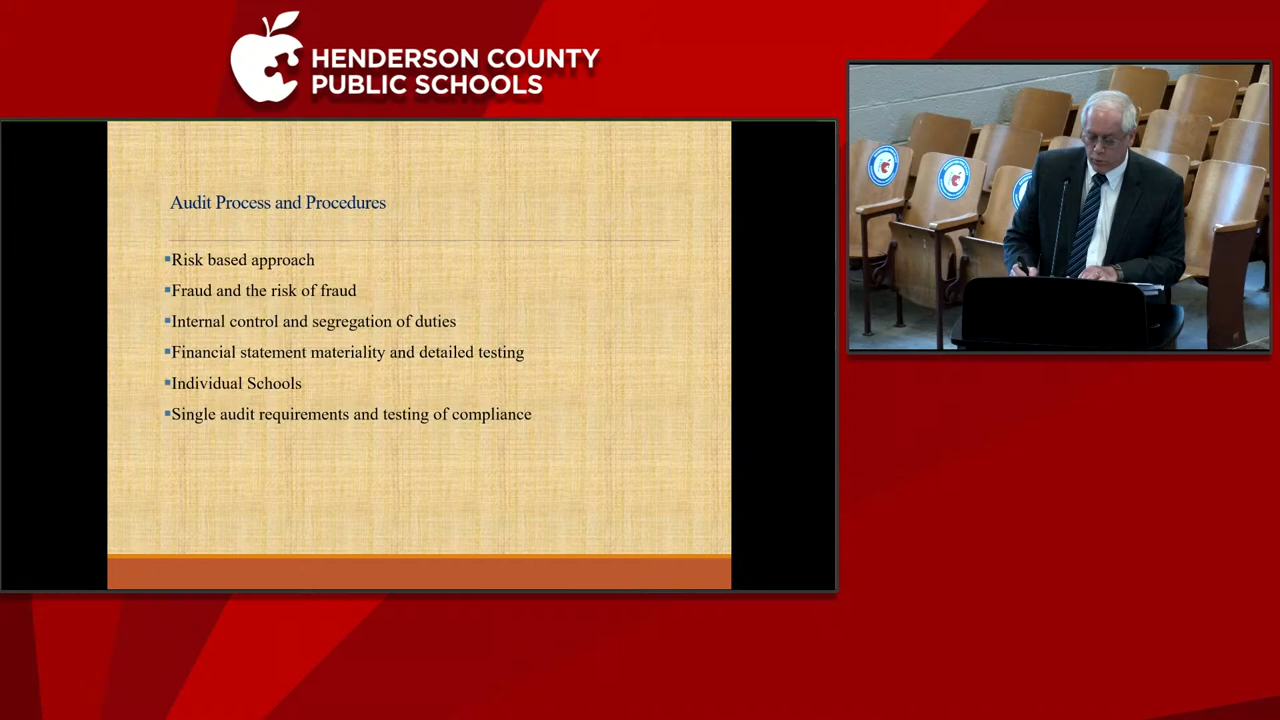 HENDERSON COUNTY
PUBLIC SCHOOLS
Audit Process and Procedures
▪Risk based approach
▪Fraud and the risk of fraud
▪Internal control and segregation of duties
▪Financial statement materiality and detailed testing
▪Individual Schools
▪Single audit requirements and testing of compliance